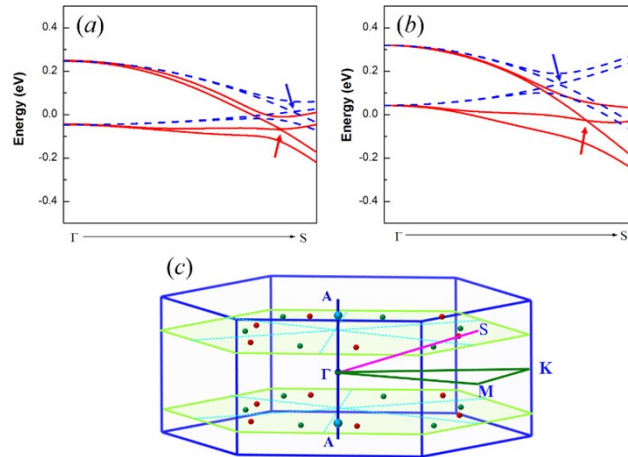 (a)
Energy (eV)
0.4
0.2
0.0
-0.2
-0.4
Γ
S
(b)
Energy (eV)
0.4
0.2
0.0
-0.2
-0.4
Γ
S
(c)
A
S
Γ
K
M
A